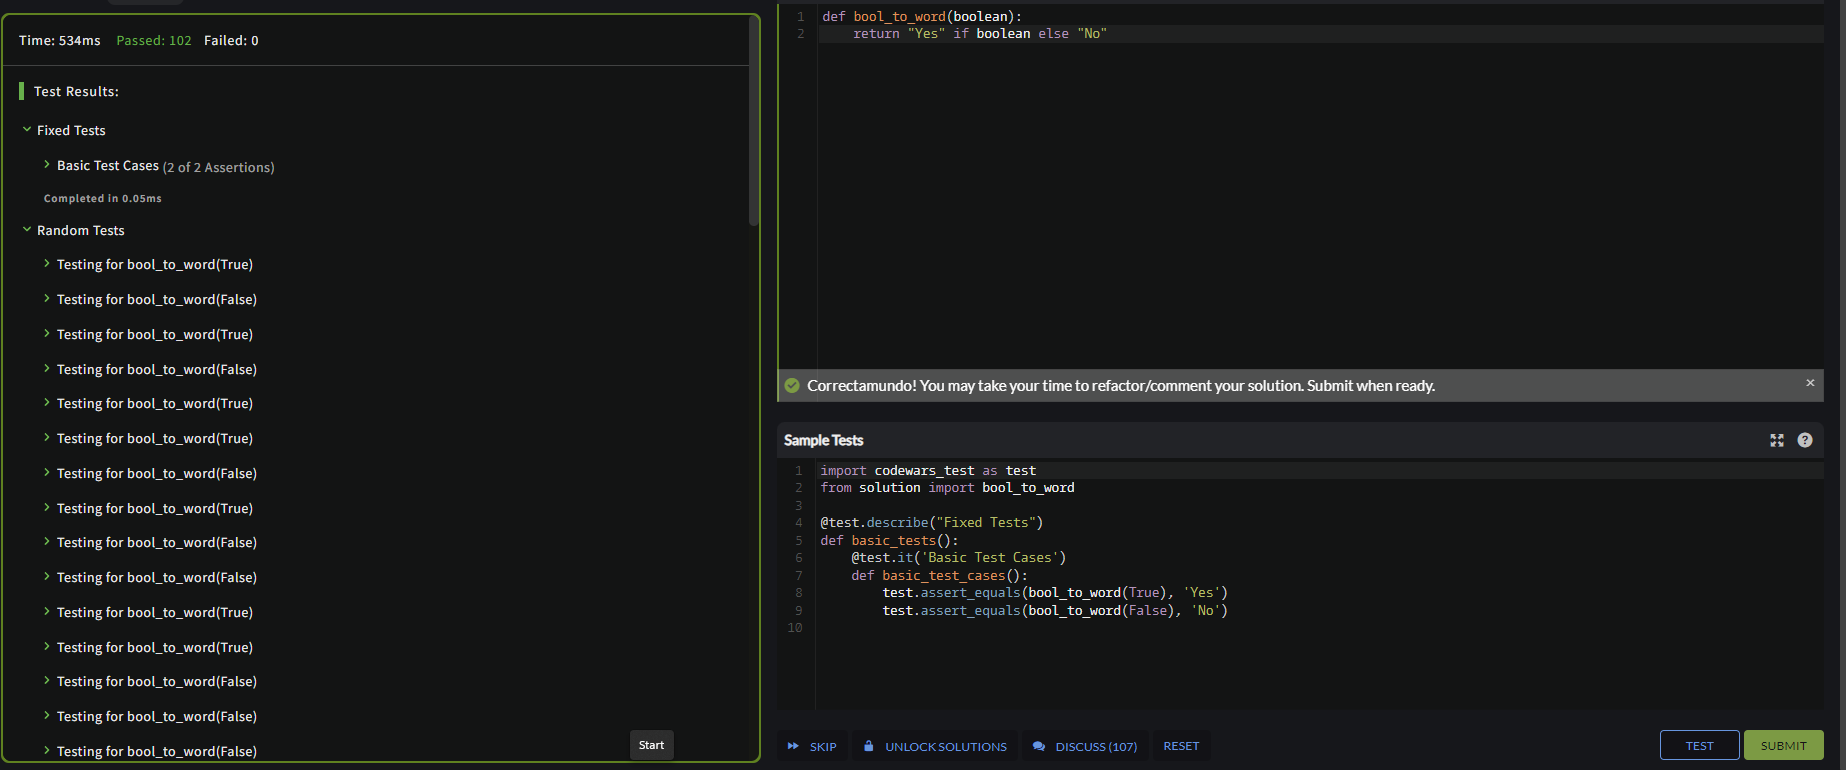 Time: 534ms Passed: 102 Failed: 0
Test Results:
Fixed Tests
Basic Test Cases (2 of 2 Assertions)
Completed in 0.05ms
Random Tests
Testing for bool_to_word(True)
Testing for bool_to_word(False)
Testing for bool_to_word(True)
Testing for bool_to_word(False)
Testing for bool_to_word(True)
Testing for bool_to_word(True)
Testing for bool_to_word(False)
Testing for bool_to_word(True)
Testing for bool_to_word(False)
Testing for bool_to_word(False)
Testing for bool_to_word(True)
Testing for bool_to_word(True)
Testing for bool_to_word(False)
Testing for bool_to_word(False)
Testing for bool_to_word(False)
Start
1 def bool_to_word(boolean):
2     return "Yes" if boolean else "No"
Correctamundo! You may take your time to refactor/comment your solution. Submit when ready. ×
Sample Tests ?
1 import codewars_test as test
2 from solution import bool_to_word
3
4 @test.describe("Fixed Tests")
5 def basic_tests():
6     @test.it('Basic Test Cases')
7     def basic_test_cases():
8         test.assert_equals(bool_to_word(True), 'Yes')
9         test.assert_equals(bool_to_word(False), 'No')
10
SKIP UNLOCK SOLUTIONS DISCUSS (107) RESET TEST SUBMIT